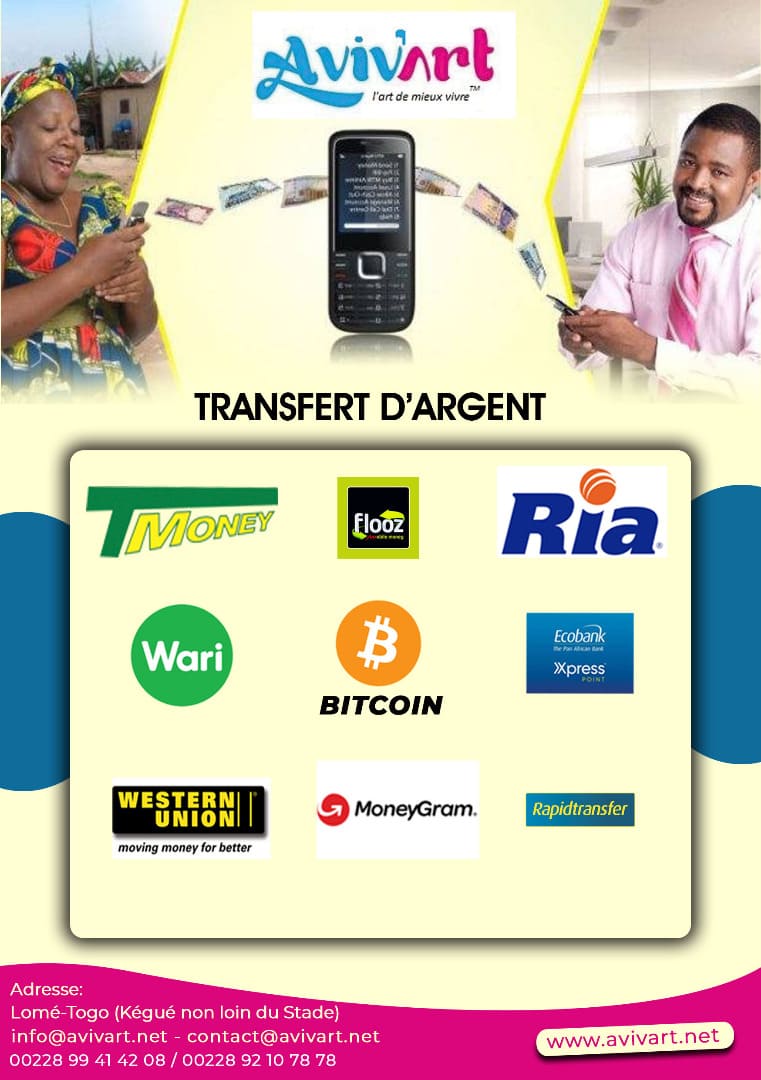 Aviv'Art
l'art de mieux vivre™
TRANSFERT D'ARGENT
TMONEY
flooz
Ria®
Wari
BITCOIN
Ecobank
The Pan African Bank
Xpress
POINT
WESTERN
UNION
moving money for better
MoneyGram.
Rapidtransfer
Adresse:
Lomé-Togo (Kégué non loin du Stade)
info@avivart.net - contact@avivart.net
00228 99 41 42 08 / 00228 92 10 78 78
www.avivart.net